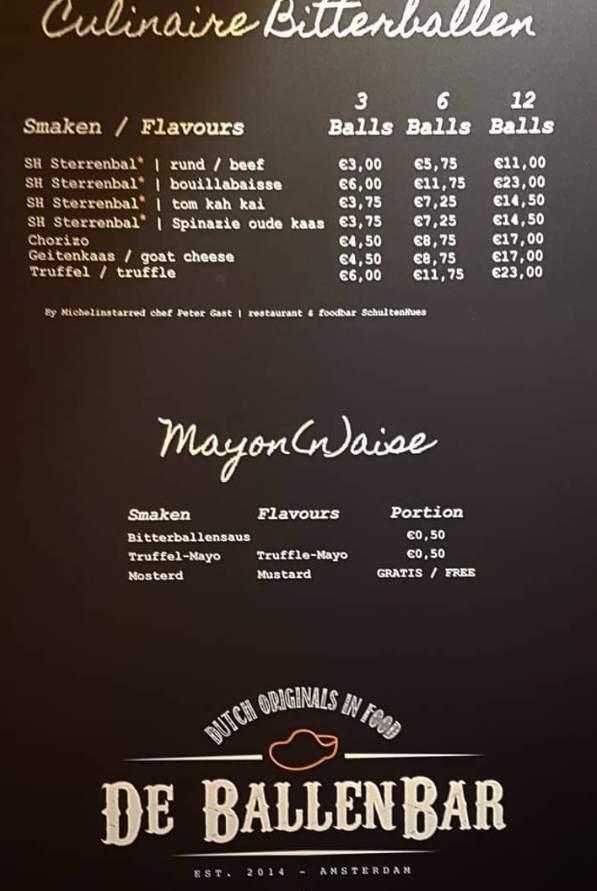 Culinaire Bitterballen
3 6 12
Smaken / Flavours Balls Balls Balls
SH Sterrenbal* | rund / beef €3,00 €5,75 €11,00
SH Sterrenbal* | bouillabaisse €6,00 €11,75 €23,00
SH Sterrenbal* | tom kah kai €3,75 €7,25 €14,50
SH Sterrenbal* | Spinazie oude kaas €3,75 €7,25 €14,50
Chorizo €4,50 €8,75 €17,00
Geitenkaas / goat cheese €4,50 €8,75 €17,00
Truffel / truffle €6,00 €11,75 €23,00
By Michelinstarred chef Peter Gast | restaurant & foodbar SchultenHues
Mayon(n)aise
Smaken Flavours Portion
Bitterballensaus €0,50
Truffel-Mayo Truffle-Mayo €0,50
Mosterd Mustard GRATIS / FREE
DUTCH ORIGINALS IN FOOD
DE BALLENBAR
EST. 2014 - AMSTERDAM